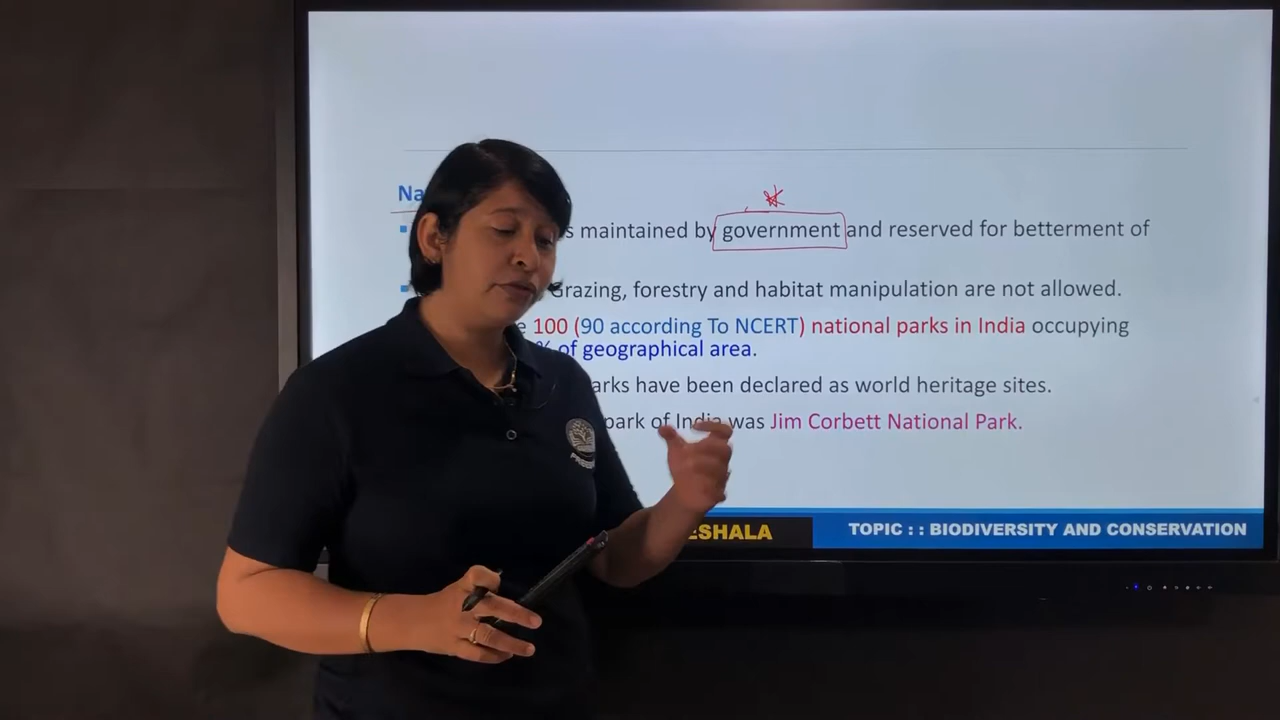 Na
s maintained by government and reserved for betterment of
Grazing, forestry and habitat manipulation are not allowed.
e 100 (90 according To NCERT) national parks in India occupying
% of geographical area.
arks have been declared as world heritage sites.
park of India was Jim Corbett National Park.
ESHALA
TOPIC : : BIODIVERSITY AND CONSERVATION